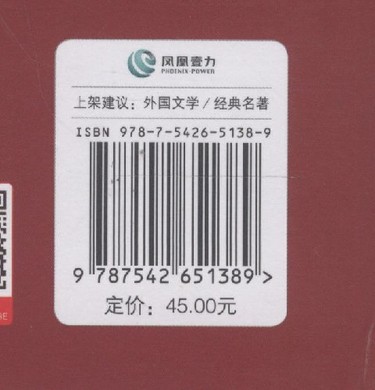 凤凰壹力
PHOENIX-POWER
上架建议：外国文学/经典名著
ISBN 978-7-5426-5138-9
9 787542 651389 >
定价：45.00元